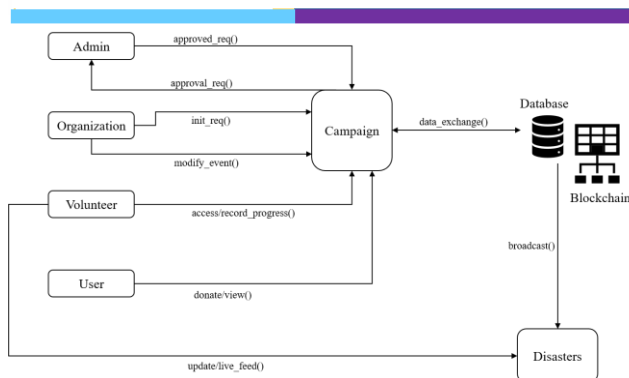 Admin
approved_req()
approval_req()
Organization
init_req()
modify_event()
Campaign
data_exchange()
Database
Blockchain
Volunteer
access/record_progress()
broadcast()
User
donate/view()
update/live_feed()
Disasters